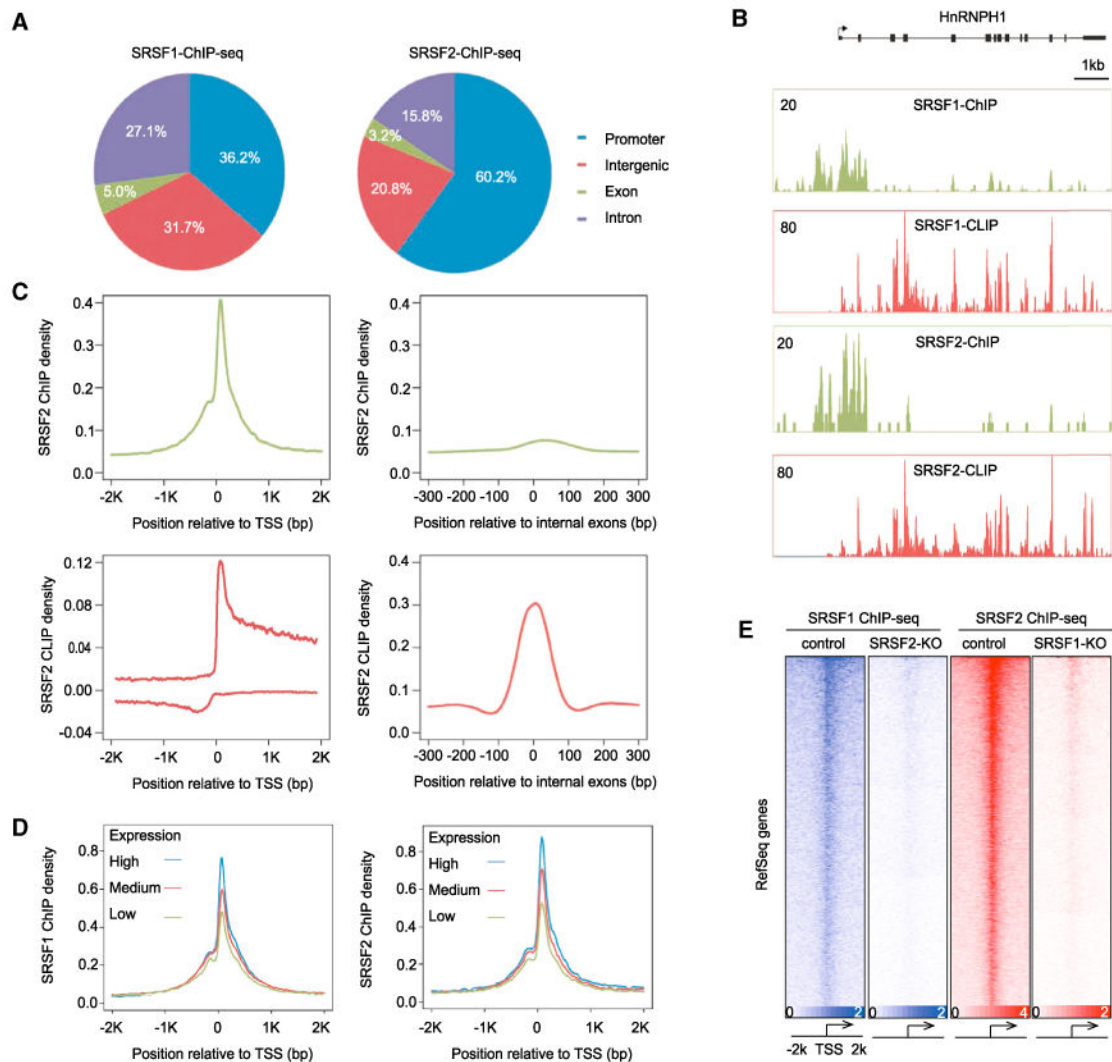 A
SRSF1-ChIP-seq
SRSF2-ChIP-seq
27.1%
36.2%
5.0%
31.7%
15.8%
3.2%
20.8%
60.2%
Promoter
Intergenic
Exon
Intron
B
HnRNPH1
1kb
20
SRSF1-ChIP
80
SRSF1-CLIP
20
SRSF2-ChIP
80
SRSF2-CLIP
C
SRSF2 ChIP density
0.4
0.3
0.2
0.1
0.0
-2K -1K 0 1K 2K
Position relative to TSS (bp)
SRSF2 ChIP density
0.4
0.3
0.2
0.1
0.0
-300 -200 -100 0 100 200 300
Position relative to internal exons (bp)
SRSF2 CLIP density
0.12
0.08
0.04
0.00
-0.04
-2K -1K 0 1K 2K
Position relative to TSS (bp)
SRSF2 CLIP density
0.4
0.3
0.2
0.1
0.0
-300 -200 -100 0 100 200 300
Position relative to internal exons (bp)
D
SRSF1 ChIP density
0.8
0.6
0.4
0.2
0.0
Expression
High
Medium
Low
-2K -1K 0 1K 2K
Position relative to TSS (bp)
SRSF2 ChIP density
0.8
0.6
0.4
0.2
0.0
Expression
High
Medium
Low
-2K -1K 0 1K 2K
Position relative to TSS (bp)
E
SRSF1 ChIP-seq SRSF2 ChIP-seq
control SRSF2-KO control SRSF1-KO
RefSeq genes
0 2 0 2 0 4 0 2
-2k TSS 2k